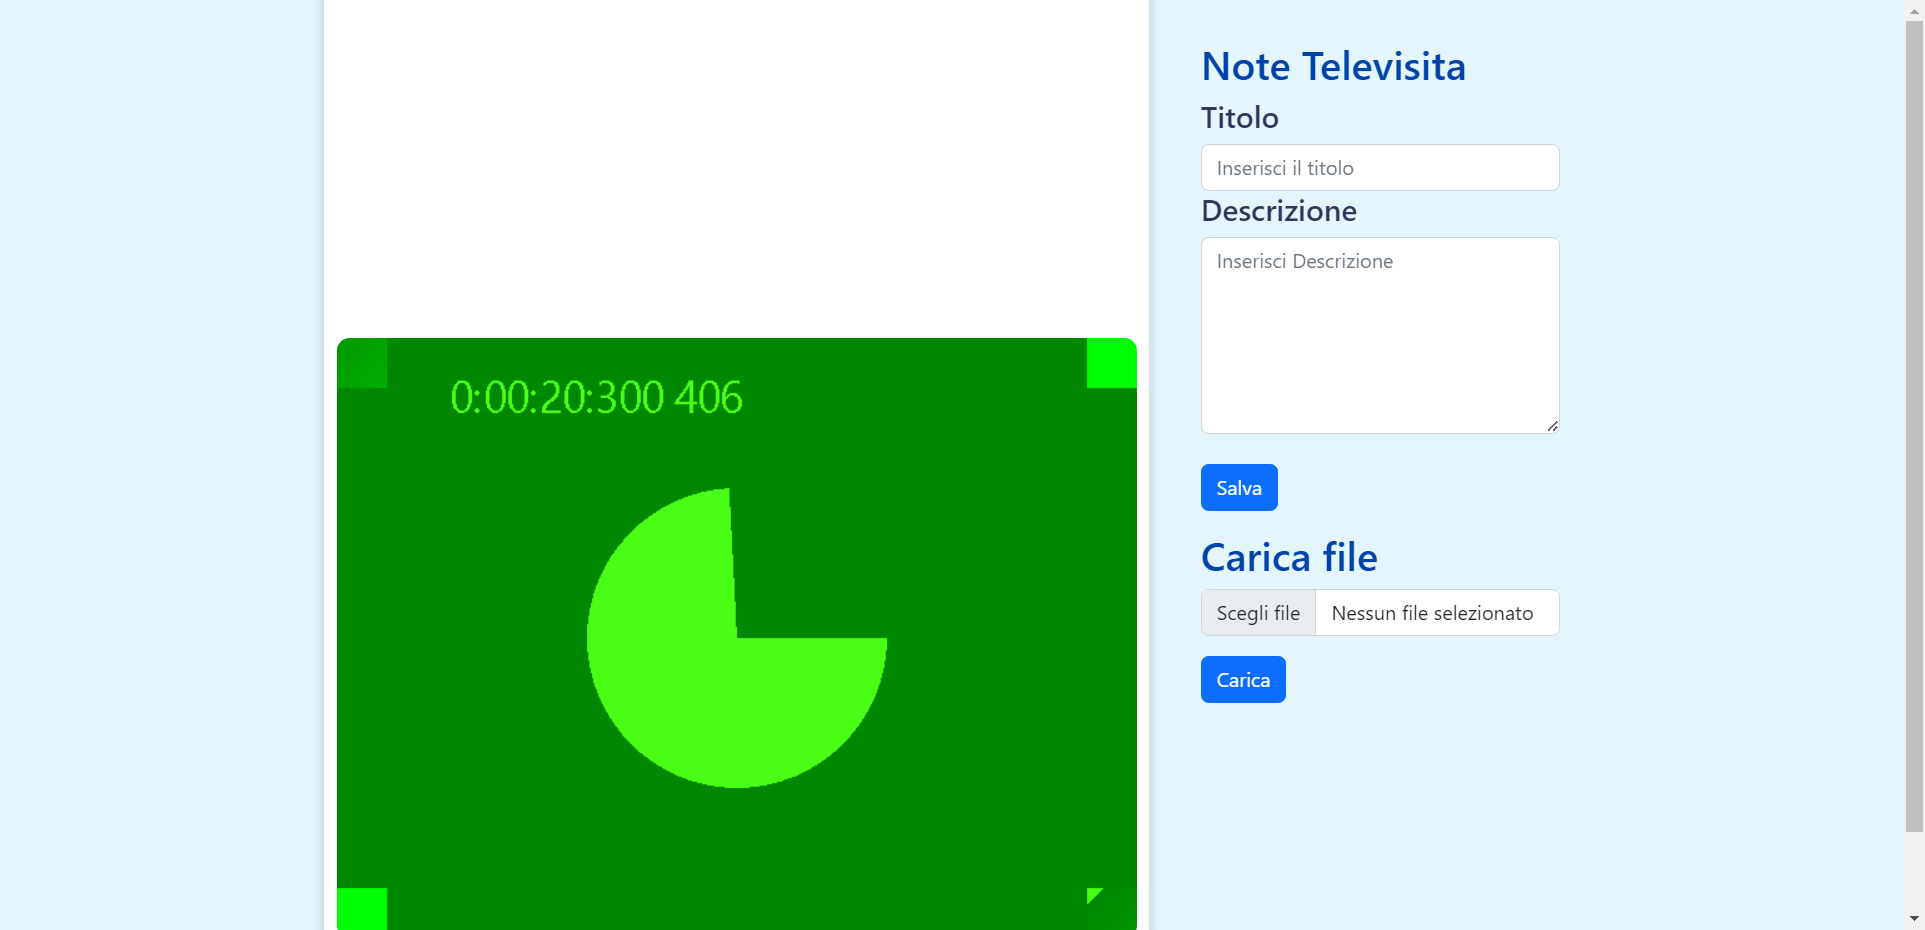 0:00:20:300 406
Note Televisita
Titolo
Inserisci il titolo
Descrizione
Inserisci Descrizione
Salva
Carica file
Scegli file Nessun file selezionato
Carica